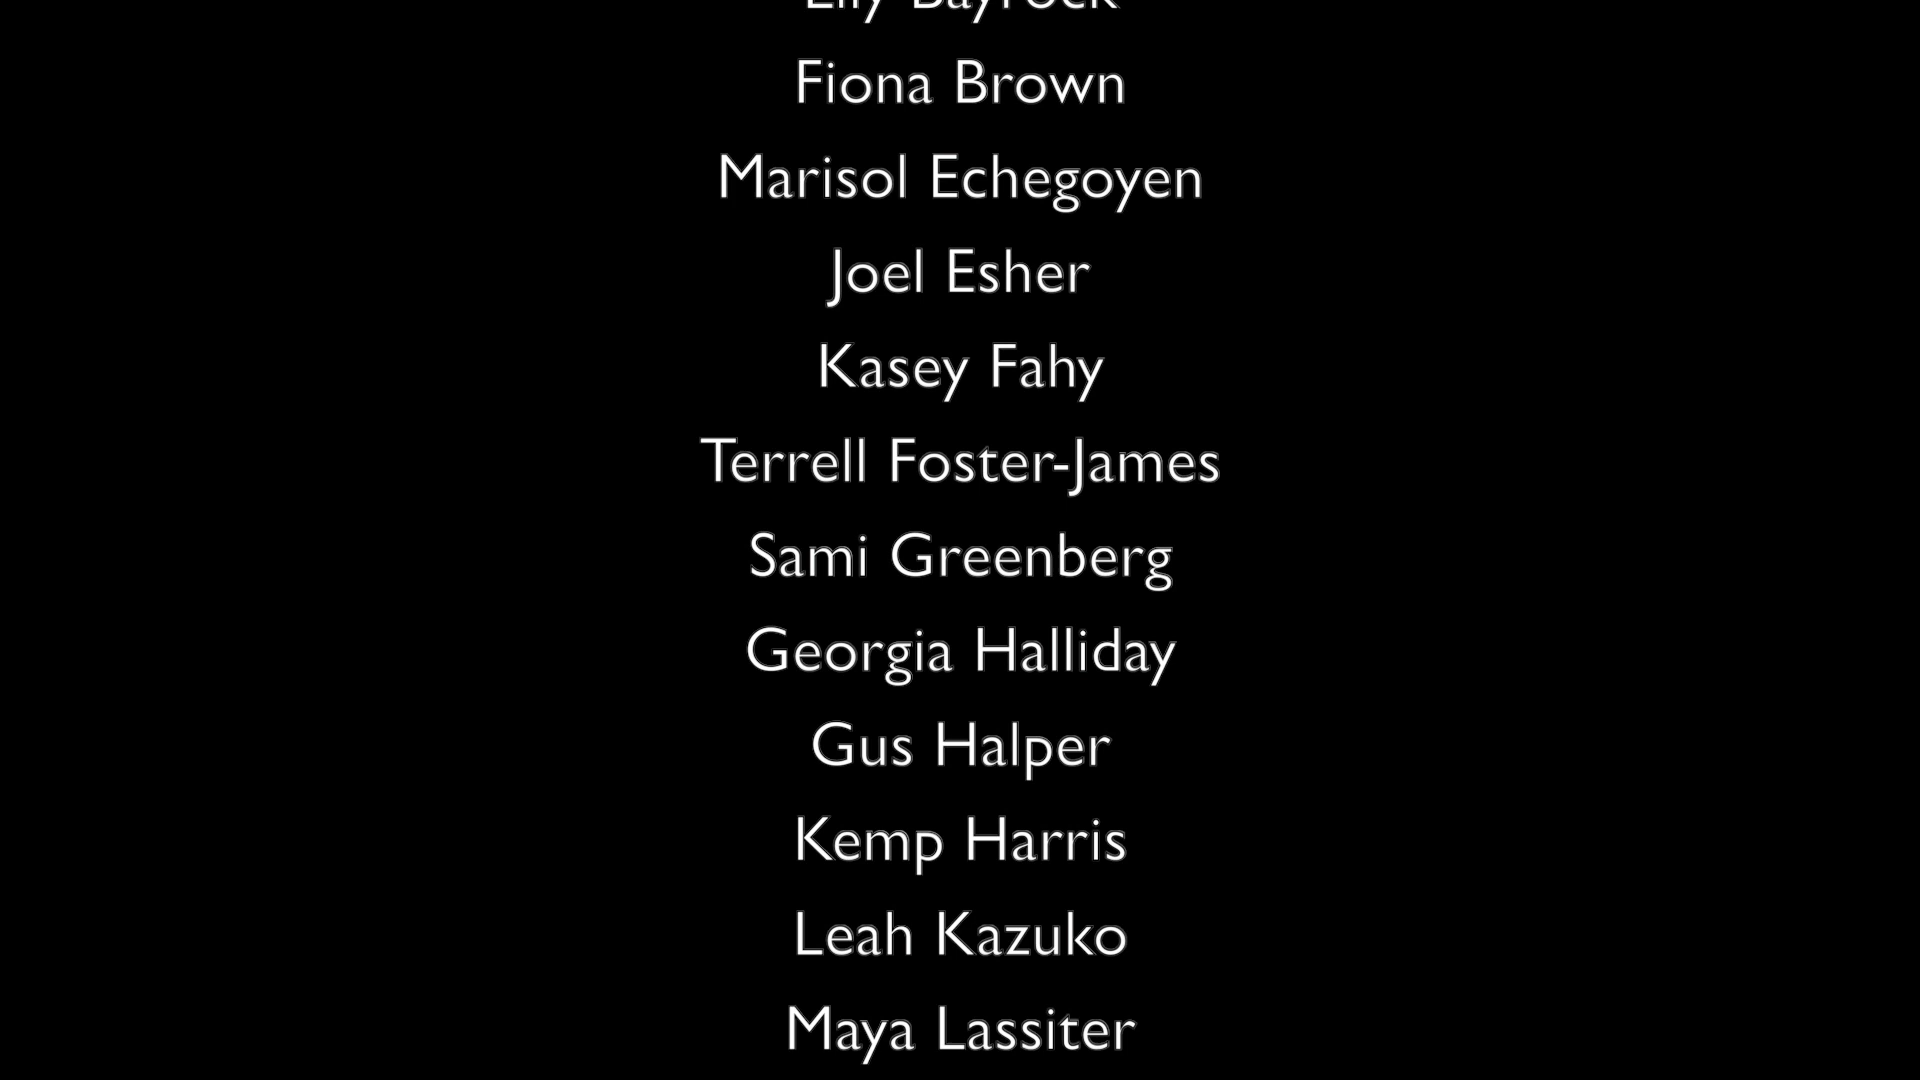 Bayrock
Fiona Brown
Marisol Echegoyen
Joel Esher
Kasey Fahy
Terrell Foster-James
Sami Greenberg
Georgia Halliday
Gus Halper
Kemp Harris
Leah Kazuko
Maya Lassiter